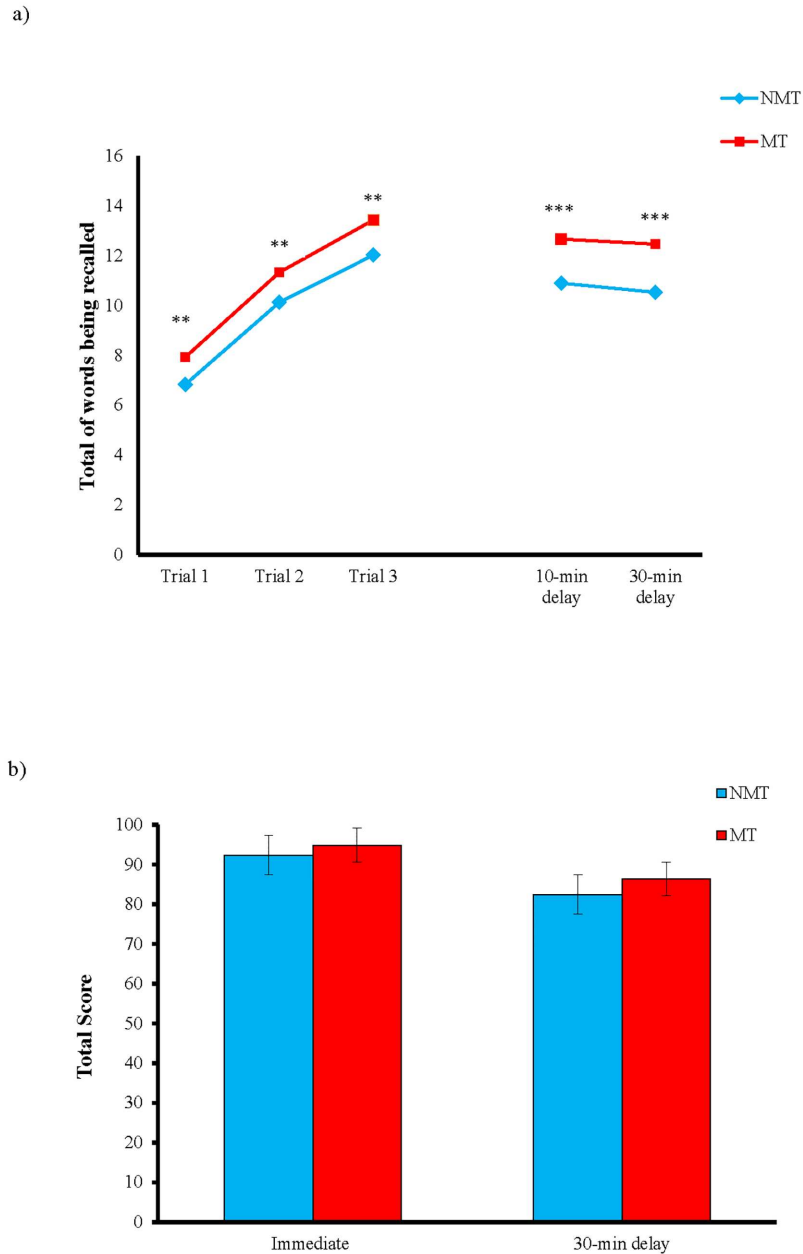 a)
NMT
MT
Total of words being recalled
16
14
12
10
8
6
4
2
0
**
**
**
***
***
Trial 1
Trial 2
Trial 3
10-min
delay
30-min
delay
b)
NMT
MT
Total Score
100
90
80
70
60
50
40
30
20
10
0
Immediate
30-min delay